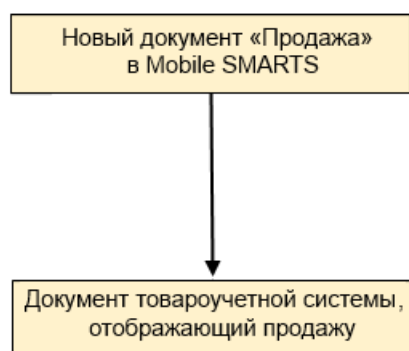 Новый документ «Продажа»
в Mobile SMARTS
Документ товароучетной системы,
отображающий продажу